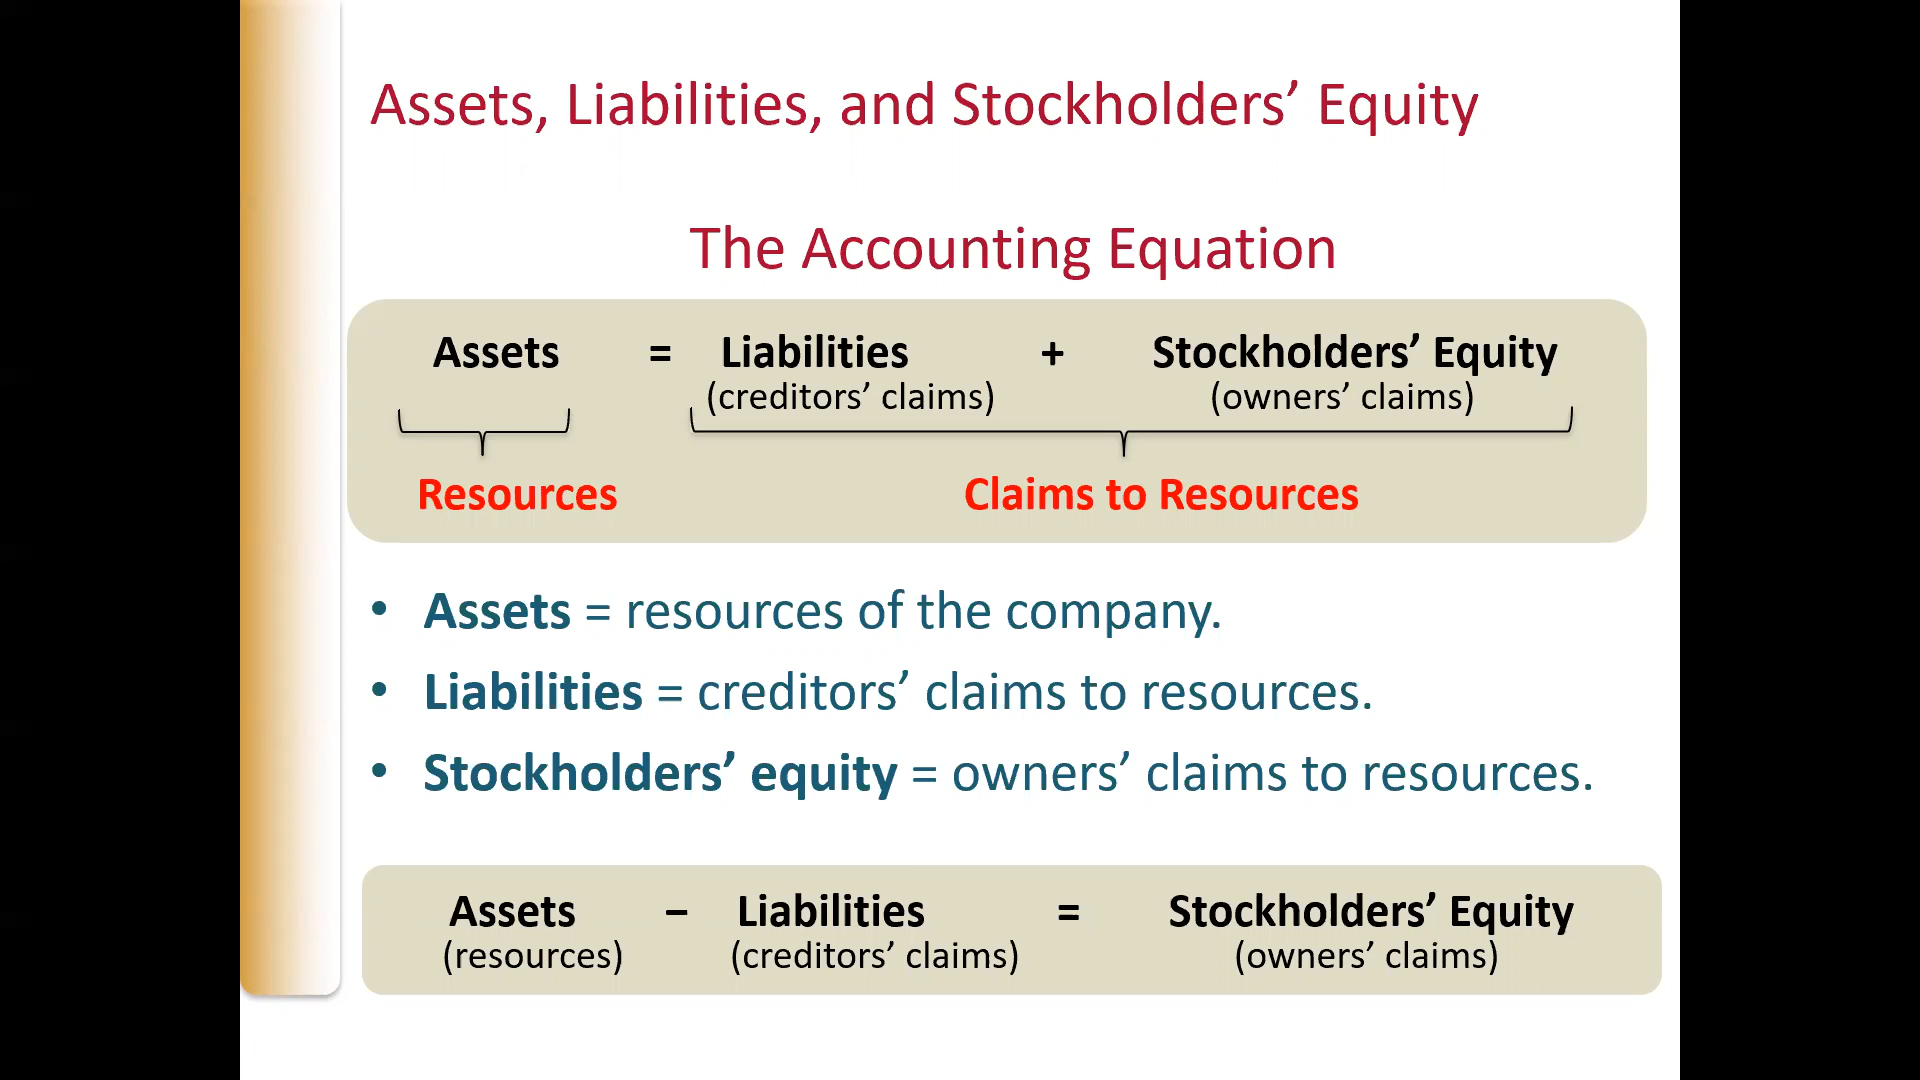 Assets, Liabilities, and Stockholders’ Equity
The Accounting Equation
Assets = Liabilities + Stockholders’ Equity
(creditors’ claims) (owners’ claims)
Resources Claims to Resources
• Assets = resources of the company.
• Liabilities = creditors’ claims to resources.
• Stockholders’ equity = owners’ claims to resources.
Assets – Liabilities = Stockholders’ Equity
(resources) (creditors’ claims) (owners’ claims)